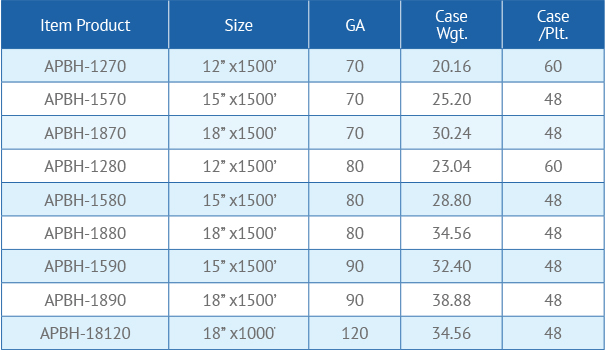 Item Product Size GA Case Wgt. Case /Plt.
APBH-1270 12” x1500’ 70 20.16 60
APBH-1570 15” x1500’ 70 25.20 48
APBH-1870 18” x1500’ 70 30.24 48
APBH-1280 12” x1500’ 80 23.04 60
APBH-1580 15” x1500’ 80 28.80 48
APBH-1880 18” x1500’ 80 34.56 48
APBH-1590 15” x1500’ 90 32.40 48
APBH-1890 18” x1500’ 90 38.88 48
APBH-18120 18” x1000’ 120 34.56 48